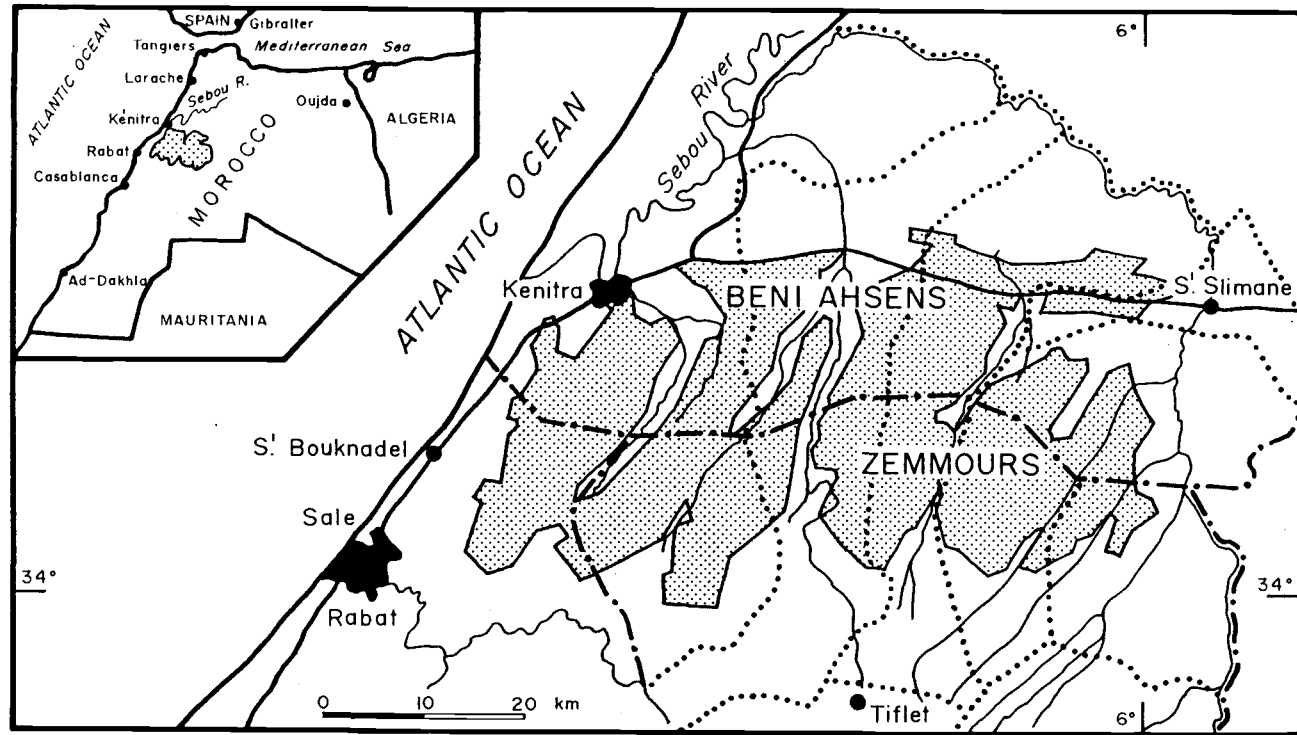 SPAIN
Gibralter
Tangiers
Mediterranean Sea
ATLANTIC OCEAN
Larache
Sebou R.
Oujda
Kénitra
ALGERIA
Rabat
MOROCCO
Casablanca
Ad-Dakhla
MAURITANIA
6°
Sebou River
ATLANTIC OCEAN
Kenitra
BENI AHSENS
S! Slimane
S! Bouknadel
ZEMMOURS
Sale
34°
34°
Rabat
0 10 20 km
Tiflet
6°